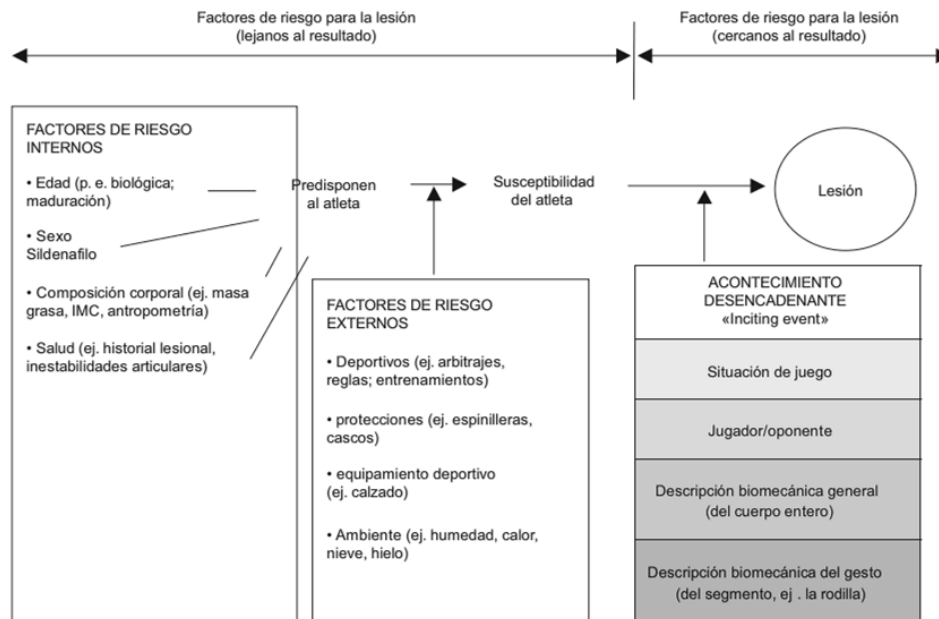 Factores de riesgo para la lesión
(lejanos al resultado)
Factores de riesgo para la lesión
(cercanos al resultado)
FACTORES DE RIESGO
INTERNOS
• Edad (p. e. biológica;
maduración)
• Sexo
Sildenafilo
• Composición corporal (ej. masa
grasa, IMC, antropometría)
• Salud (ej. historial lesional,
inestabilidades articulares)
Predisponen
al atleta
Susceptibilidad
del atleta
Lesión
FACTORES DE RIESGO
EXTERNOS
• Deportivos (ej. arbitrajes,
reglas; entrenamientos)
• protecciones (ej. espinilleras,
cascos)
• equipamiento deportivo
(ej. calzado)
• Ambiente (ej. humedad, calor,
nieve, hielo)
ACONTECIMIENTO
DESENCADENANTE
«Inciting event»
Situación de juego
Jugador/oponente
Descripción biomecánica general
(del cuerpo entero)
Descripción biomecánica del gesto
(del segmento, ej . la rodilla)